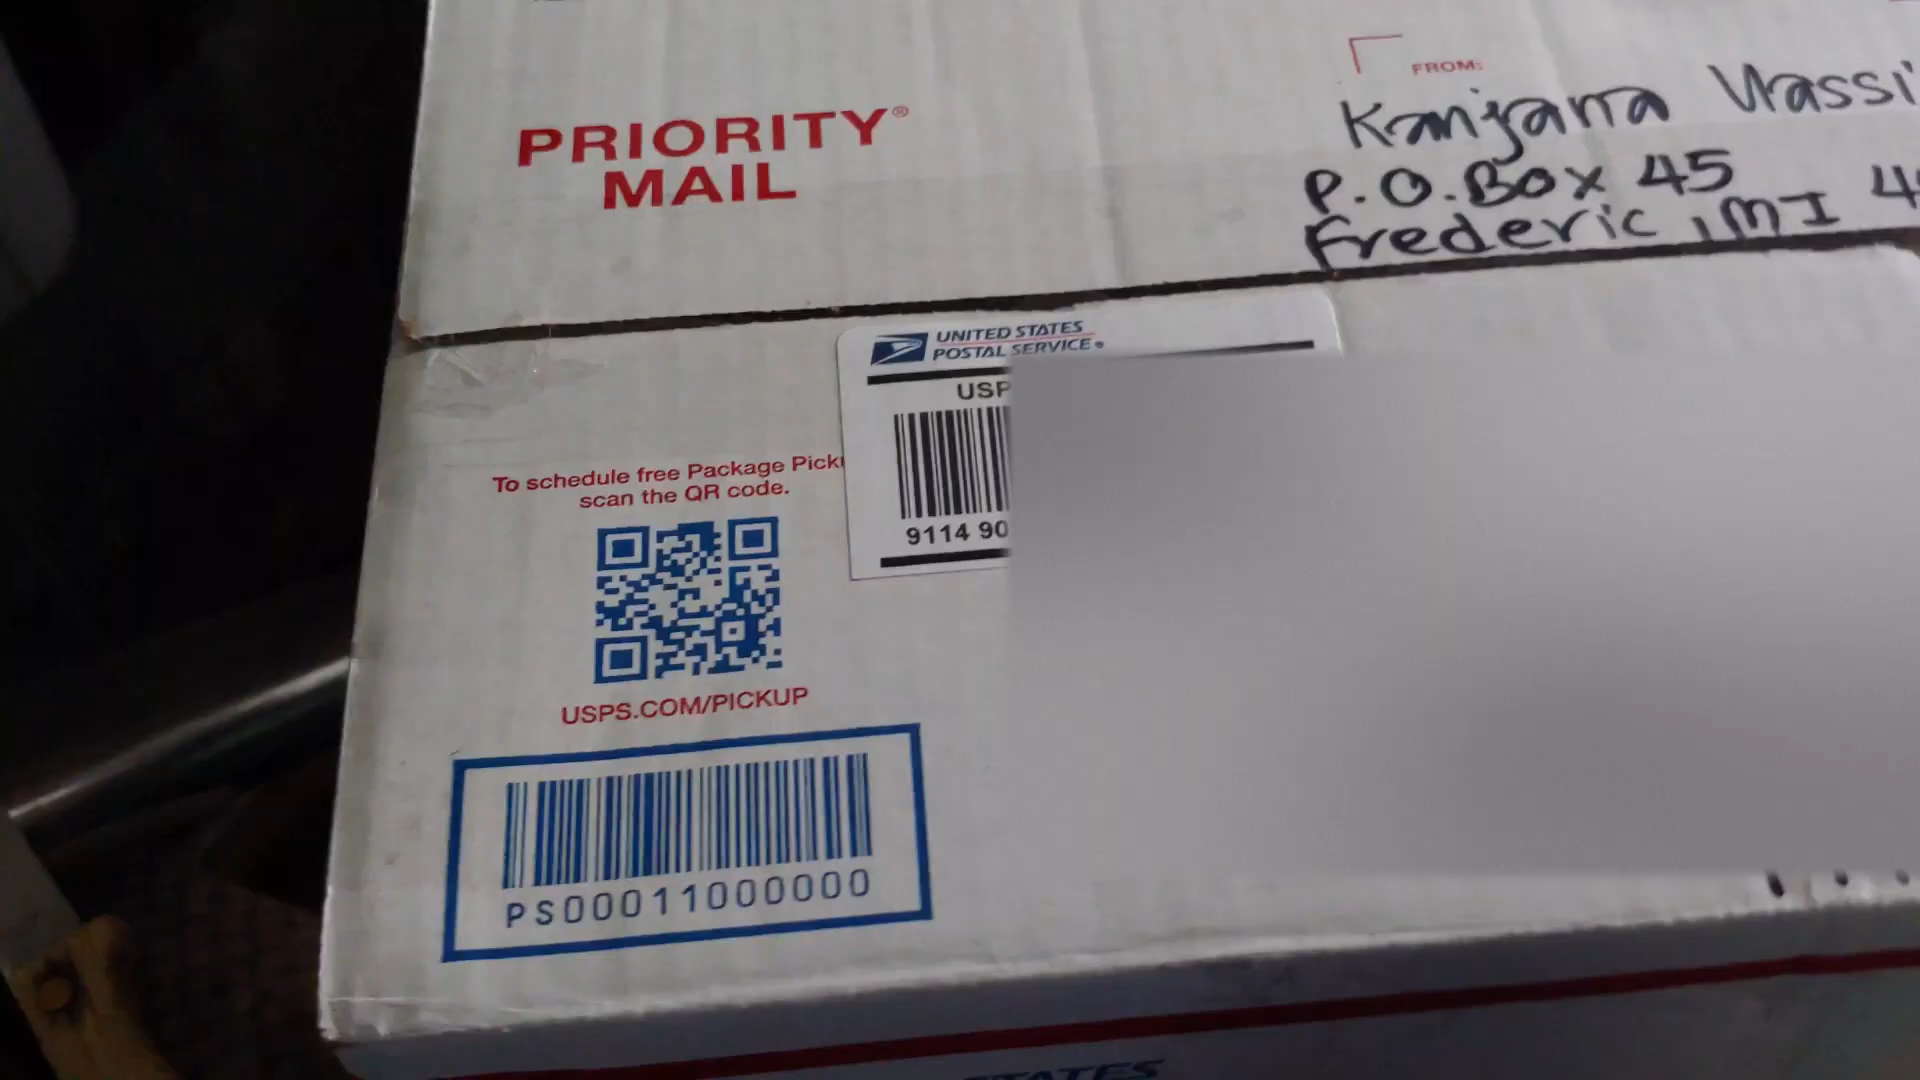 PRIORITY®
MAIL
FROM:
Kanjana
P.O.Box 45
Frederic, MI
UNITED STATES
POSTAL SERVICE®
USP
9114 90
To schedule free Package Pick
scan the QR code.
USPS.COM/PICKUP
PS00011000000
STATES